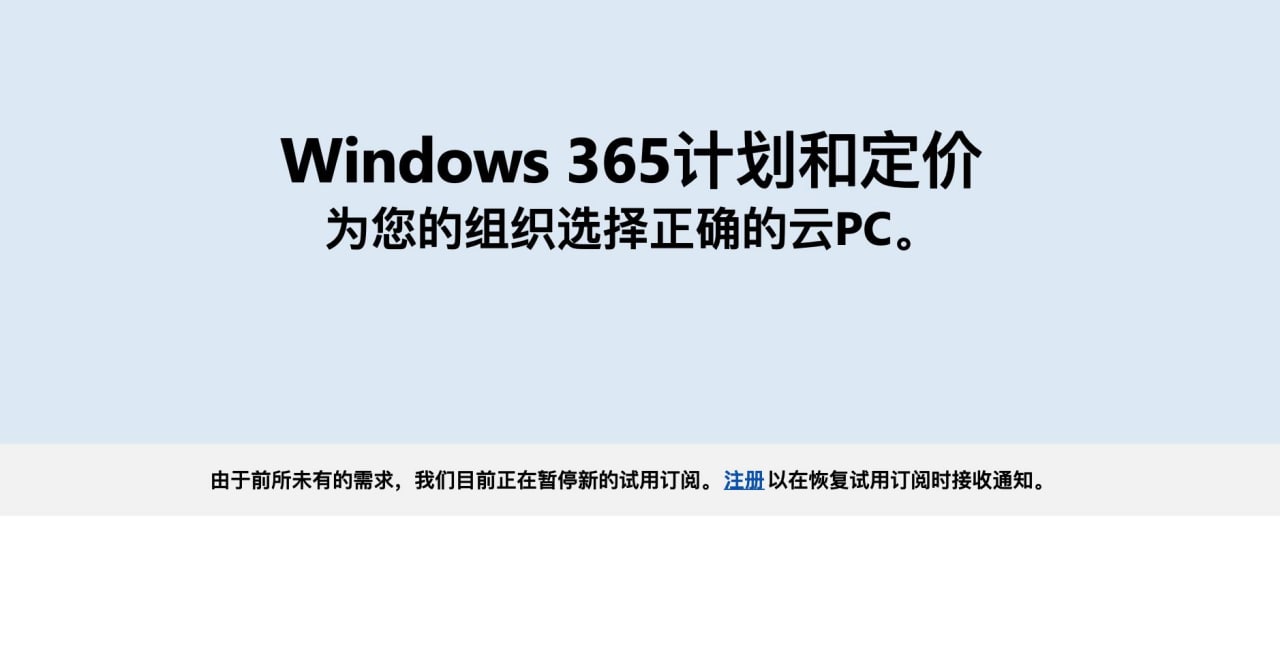 Windows 365计划和定价
为您的组织选择正确的云PC。
由于前所未有的需求，我们目前正在暂停新的试用订阅。注册以在恢复试用订阅时接收通知。